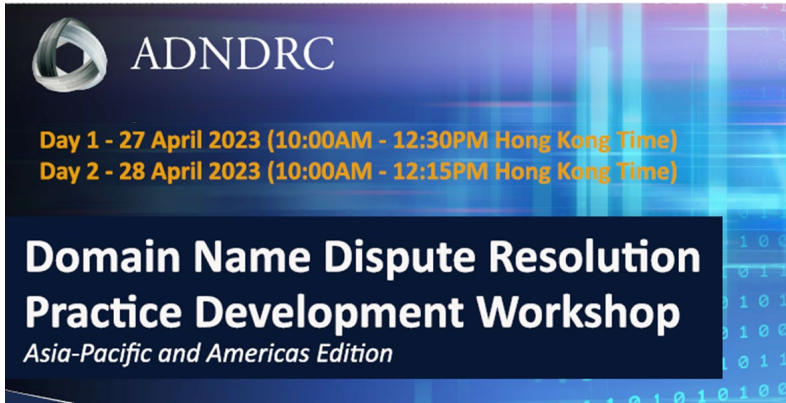 ADNDRC
Day 1 - 27 April 2023 (10:00AM - 12:30PM Hong Kong Time)
Day 2 - 28 April 2023 (10:00AM - 12:15PM Hong Kong Time)
Domain Name Dispute Resolution
Practice Development Workshop
Asia-Pacific and Americas Edition